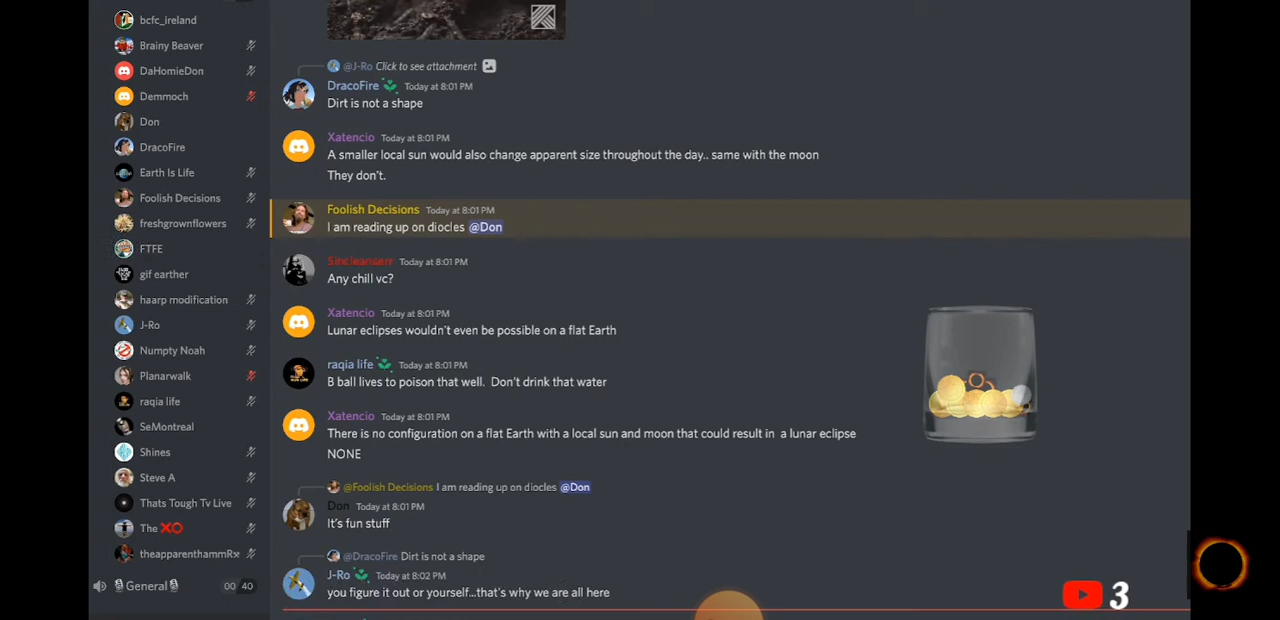 bcfc_ireland
Brainy Beaver
DaHomieDon
Demmoch
Don
DracoFire
Earth Is Life
Foolish Decisions
freshgrownflowers
FTFE
gif earther
haarp modification
J-Ro
Numpty Noah
Planarwalk
raqia life
SeMontreal
Shines
Steve A
Thats Tough Tv Live
The ❌⭕
theapparenthammRx
General
00 40
@J-Ro Click to see attachment
DracoFire Today at 8:01 PM
Dirt is not a shape
Xatencio Today at 8:01 PM
A smaller local sun would also change apparent size throughout the day.. same with the moon
They don't.
Foolish Decisions Today at 8:01 PM
I am reading up on diocles @Don
Sincleanserr Today at 8:01 PM
Any chill vc?
Xatencio Today at 8:01 PM
Lunar eclipses wouldn't even be possible on a flat Earth
raqia life Today at 8:01 PM
B ball lives to poison that well.  Don't drink that water
Xatencio Today at 8:01 PM
There is no configuration on a flat Earth with a local sun and moon that could result in  a lunar eclipse
NONE
@Foolish Decisions I am reading up on diocles @Don
Don Today at 8:01 PM
It's fun stuff
@DracoFire Dirt is not a shape
J-Ro Today at 8:02 PM
you figure it out or yourself...that's why we are all here
3